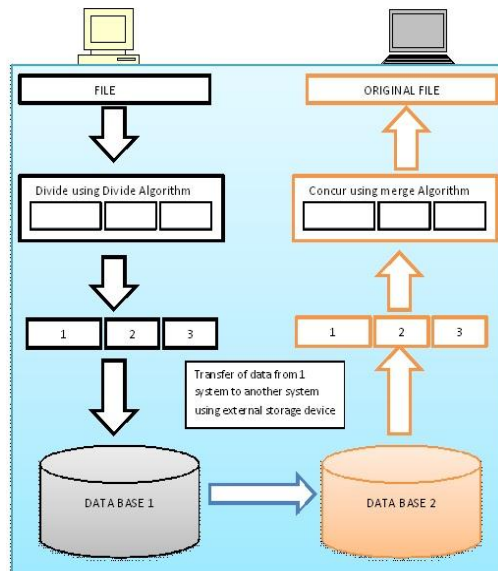 FILE
Divide using Divide Algorithm
1 2 3
Transfer of data from 1
system to another system
using external storage device
DATA BASE 1
ORIGINAL FILE
Concur using merge Algorithm
1 2 3
DATA BASE 2